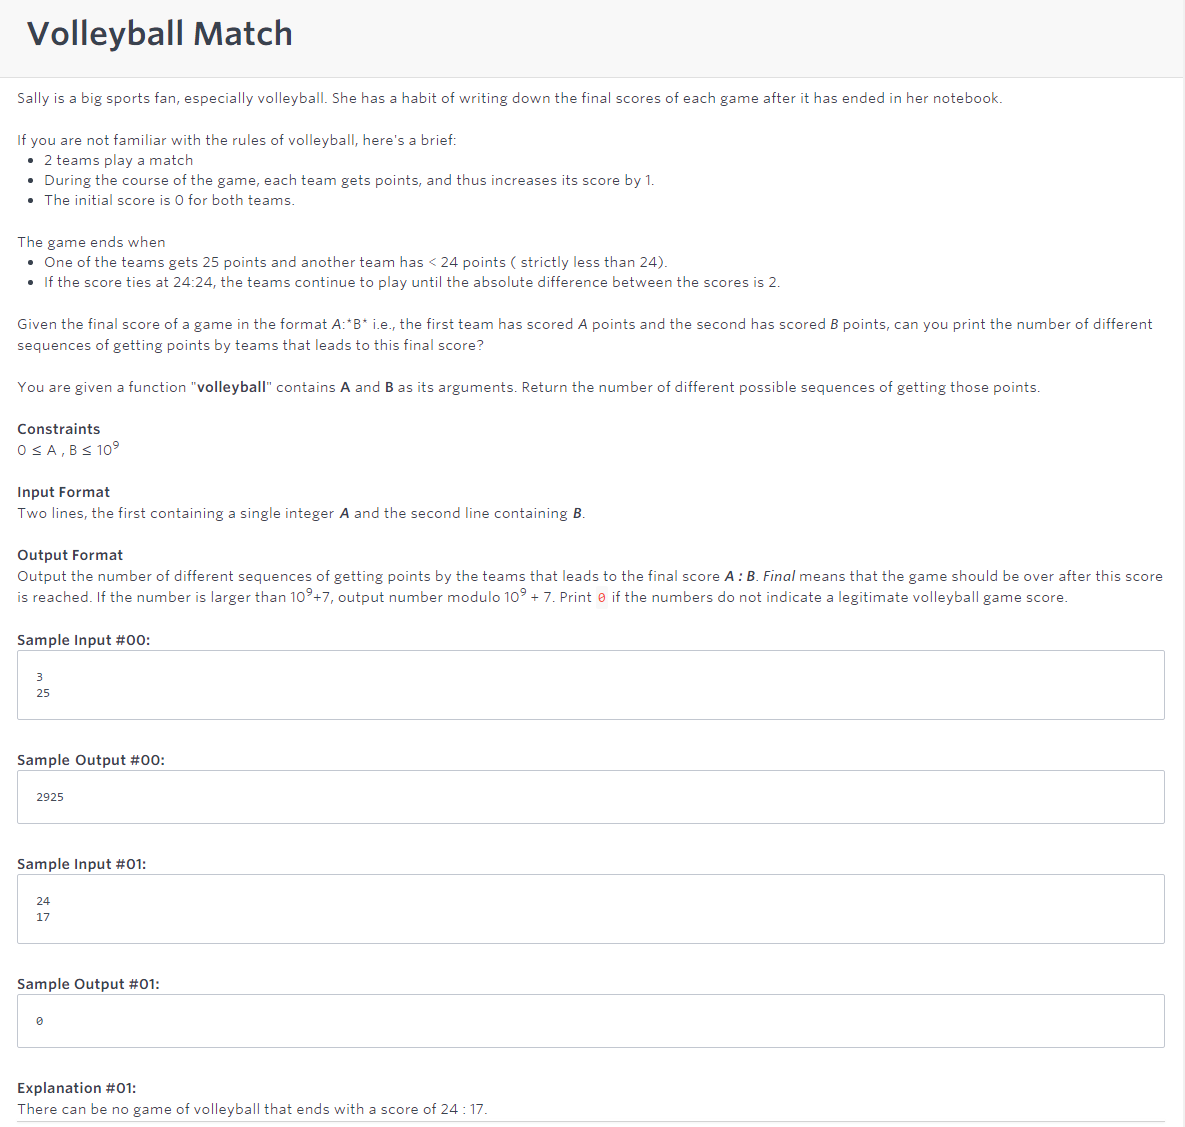 Volleyball Match
Sally is a big sports fan, especially volleyball. She has a habit of writing down the final scores of each game after it has ended in her notebook.
If you are not familiar with the rules of volleyball, here's a brief:
• 2 teams play a match
• During the course of the game, each team gets points, and thus increases its score by 1.
• The initial score is 0 for both teams.
The game ends when
• One of the teams gets 25 points and another team has < 24 points ( strictly less than 24).
• If the score ties at 24:24, the teams continue to play until the absolute difference between the scores is 2.
Given the final score of a game in the format A:*B* i.e., the first team has scored A points and the second has scored B points, can you print the number of different
sequences of getting points by teams that leads to this final score?
You are given a function "volleyball" contains A and B as its arguments. Return the number of different possible sequences of getting those points.
Constraints
0 ≤ A , B ≤ 10⁹
Input Format
Two lines, the first containing a single integer A and the second line containing B.
Output Format
Output the number of different sequences of getting points by the teams that leads to the final score A : B. Final means that the game should be over after this score
is reached. If the number is larger than 10⁹+7, output number modulo 10⁹ + 7. Print 0 if the numbers do not indicate a legitimate volleyball game score.
Sample Input #00:
3
25
Sample Output #00:
2925
Sample Input #01:
24
17
Sample Output #01:
0
Explanation #01:
There can be no game of volleyball that ends with a score of 24 : 17.